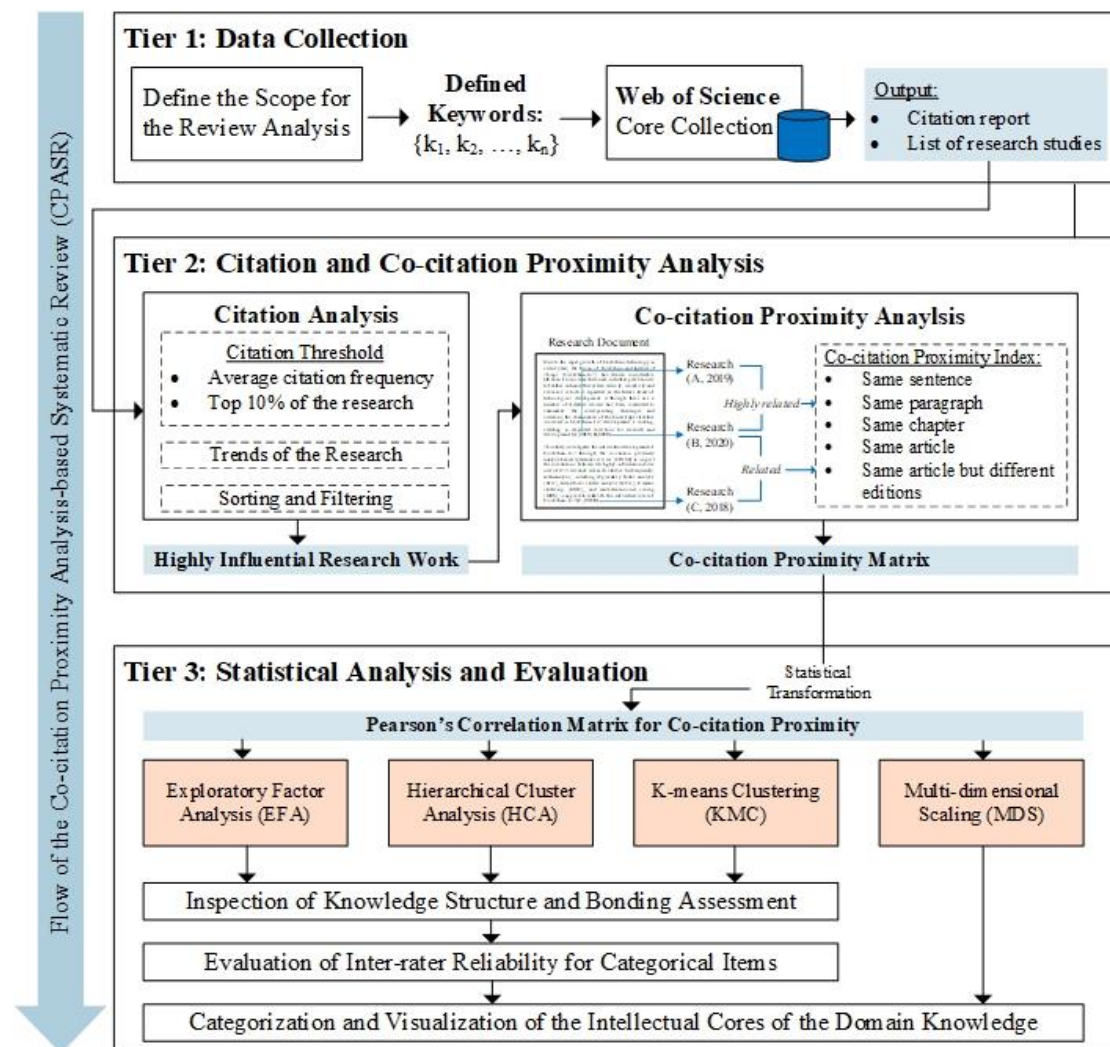 Flow of the Co-citation Proximity Analysis-based Systematic Review (CPASR)
Tier 1: Data Collection
Define the Scope for
the Review Analysis
Defined
Keywords:
{k1, k2, …, kn}
Web of Science
Core Collection
Output:
• Citation report
• List of research studies
Tier 2: Citation and Co-citation Proximity Analysis
Citation Analysis
Citation Threshold
• Average citation frequency
• Top 10% of the research
Trends of the Research
Sorting and Filtering
Highly Influential Research Work
Co-citation Proximity Anaylsis
Research Document
Research
(A, 2019)
Highly related
Research
(B, 2020)
Related
Research
(C, 2018)
Co-citation Proximity Index:
• Same sentence
• Same paragraph
• Same chapter
• Same article
• Same article but different
editions
Co-citation Proximity Matrix
Tier 3: Statistical Analysis and Evaluation
Statistical
Transformation
Pearson's Correlation Matrix for Co-citation Proximity
Exploratory Factor
Analysis (EFA)
Hierarchical Cluster
Analysis (HCA)
K-means Clustering
(KMC)
Multi-dimensional
Scaling (MDS)
Inspection of Knowledge Structure and Bonding Assessment
Evaluation of Inter-rater Reliability for Categorical Items
Categorization and Visualization of the Intellectual Cores of the Domain Knowledge